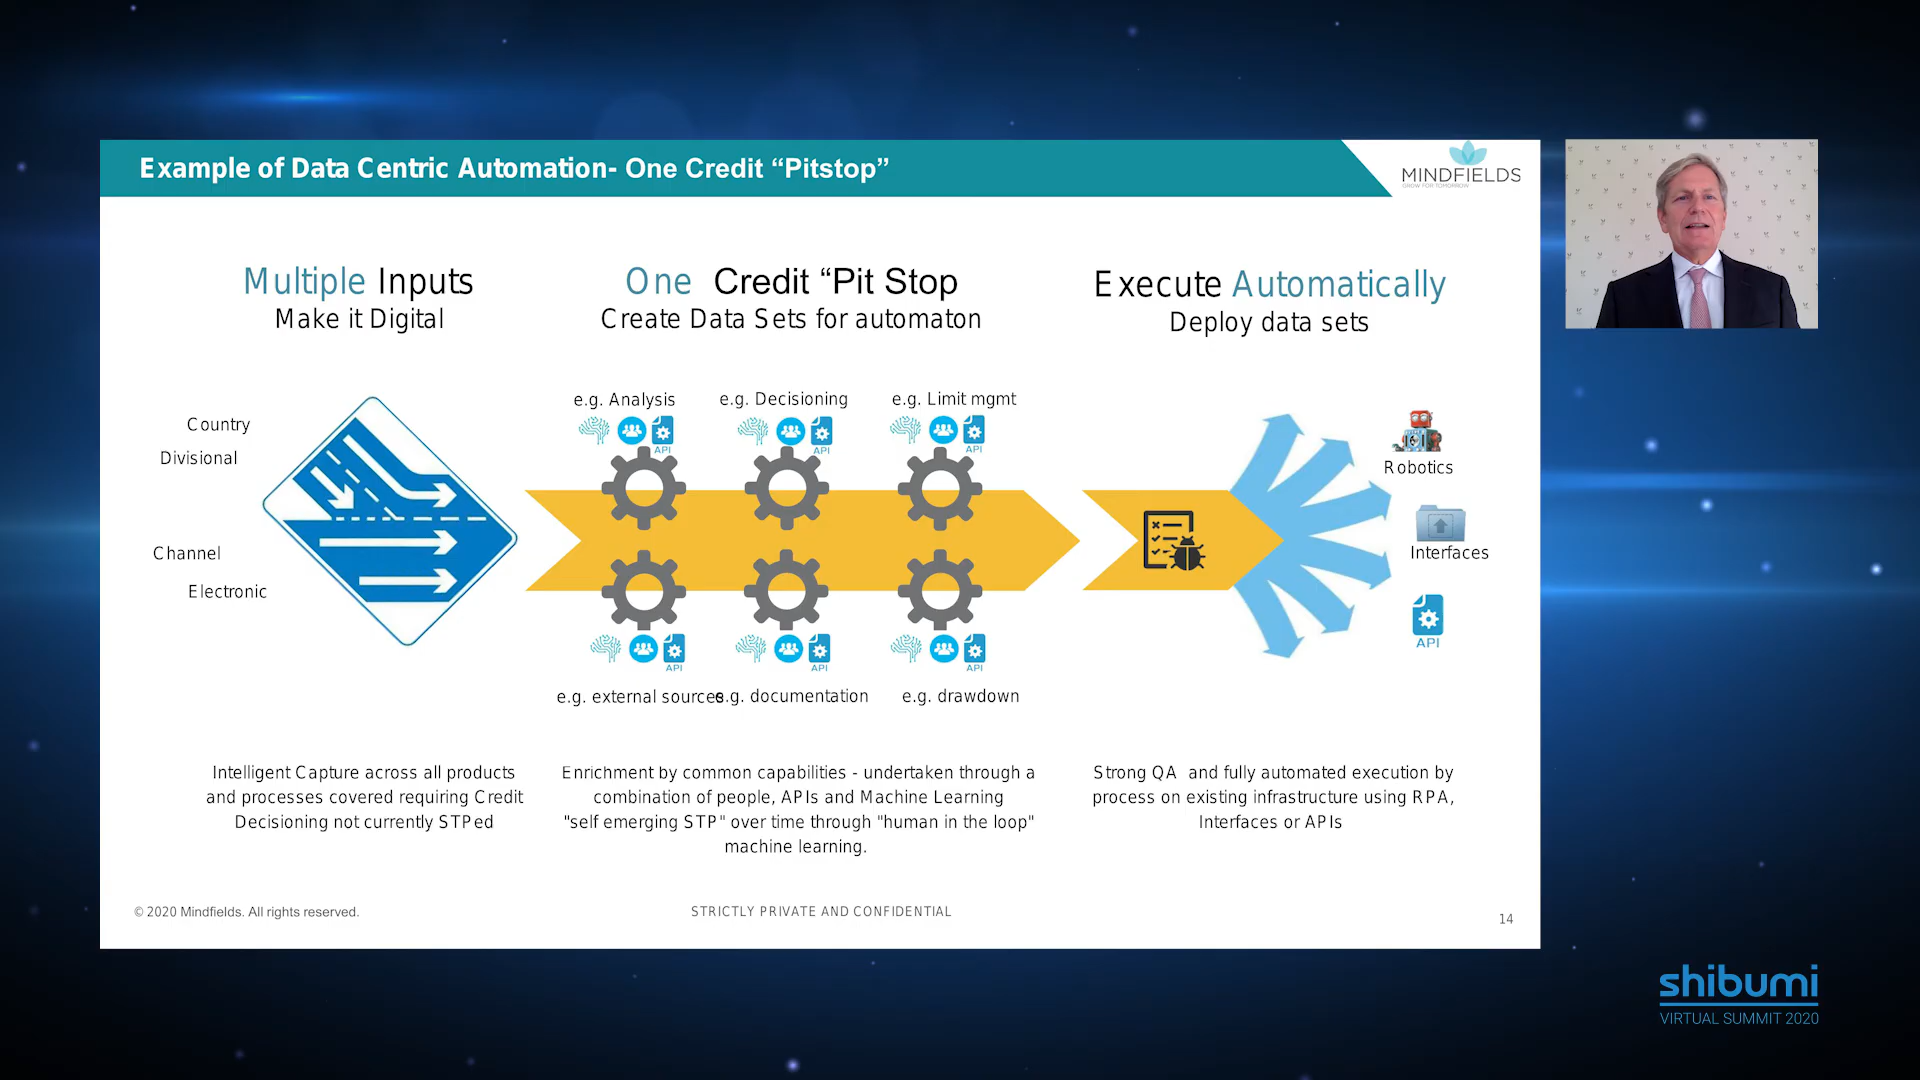 Example of Data Centric Automation- One Credit “Pitstop”
MINDFIELDS
GROW FOR TOMORROW
Multiple Inputs
Make it Digital
One Credit “Pit Stop
Create Data Sets for automaton
Execute Automatically
Deploy data sets
Country
Divisional
Channel
Electronic
e.g. Analysis
e.g. Decisioning
e.g. Limit mgmt
API
API
API
API
API
API
e.g. external sources
e.g. documentation
e.g. drawdown
Robotics
Interfaces
API
Intelligent Capture across all products
and processes covered requiring Credit
Decisioning not currently STPed
Enrichment by common capabilities - undertaken through a
combination of people, APIs and Machine Learning
"self emerging STP" over time through "human in the loop"
machine learning.
Strong QA and fully automated execution by
process on existing infrastructure using RPA,
Interfaces or APIs
© 2020 Mindfields. All rights reserved.
STRICTLY PRIVATE AND CONFIDENTIAL
14
shibumi
VIRTUAL SUMMIT 2020